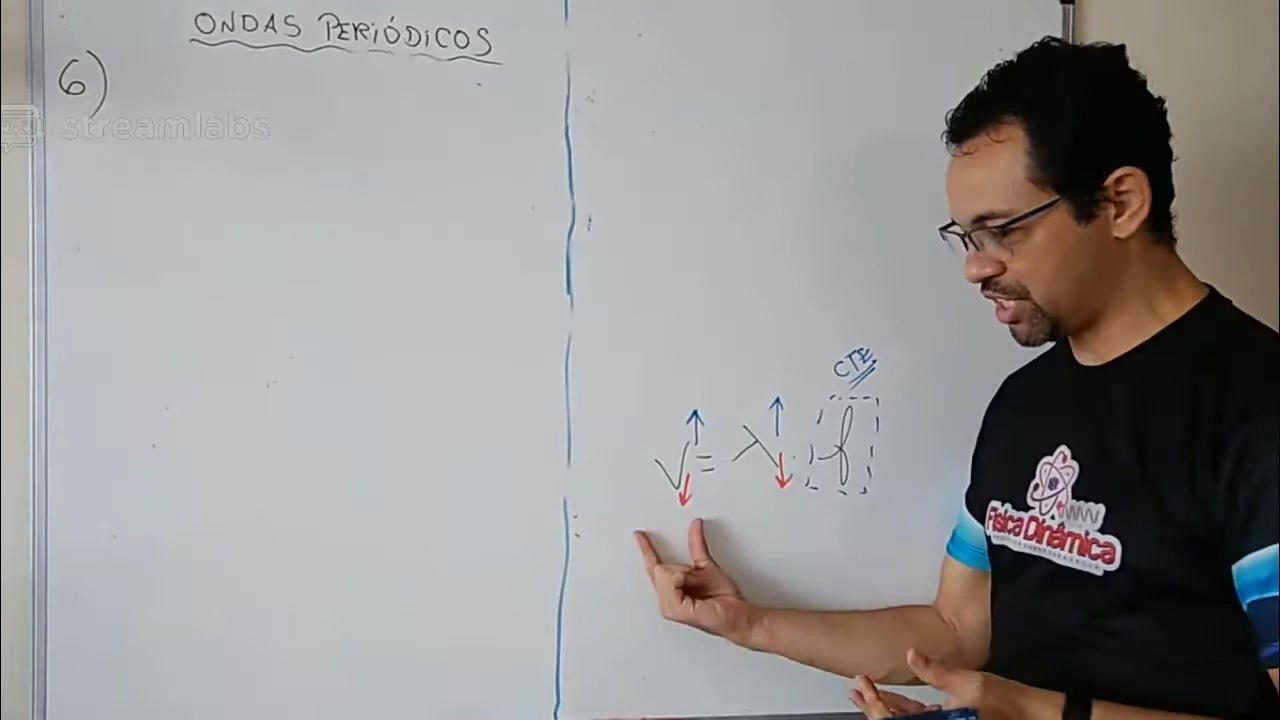 ONDAS PERIÓDICOS
6)
streamlabs
CTE
V = λ . f
Física Dinâmica